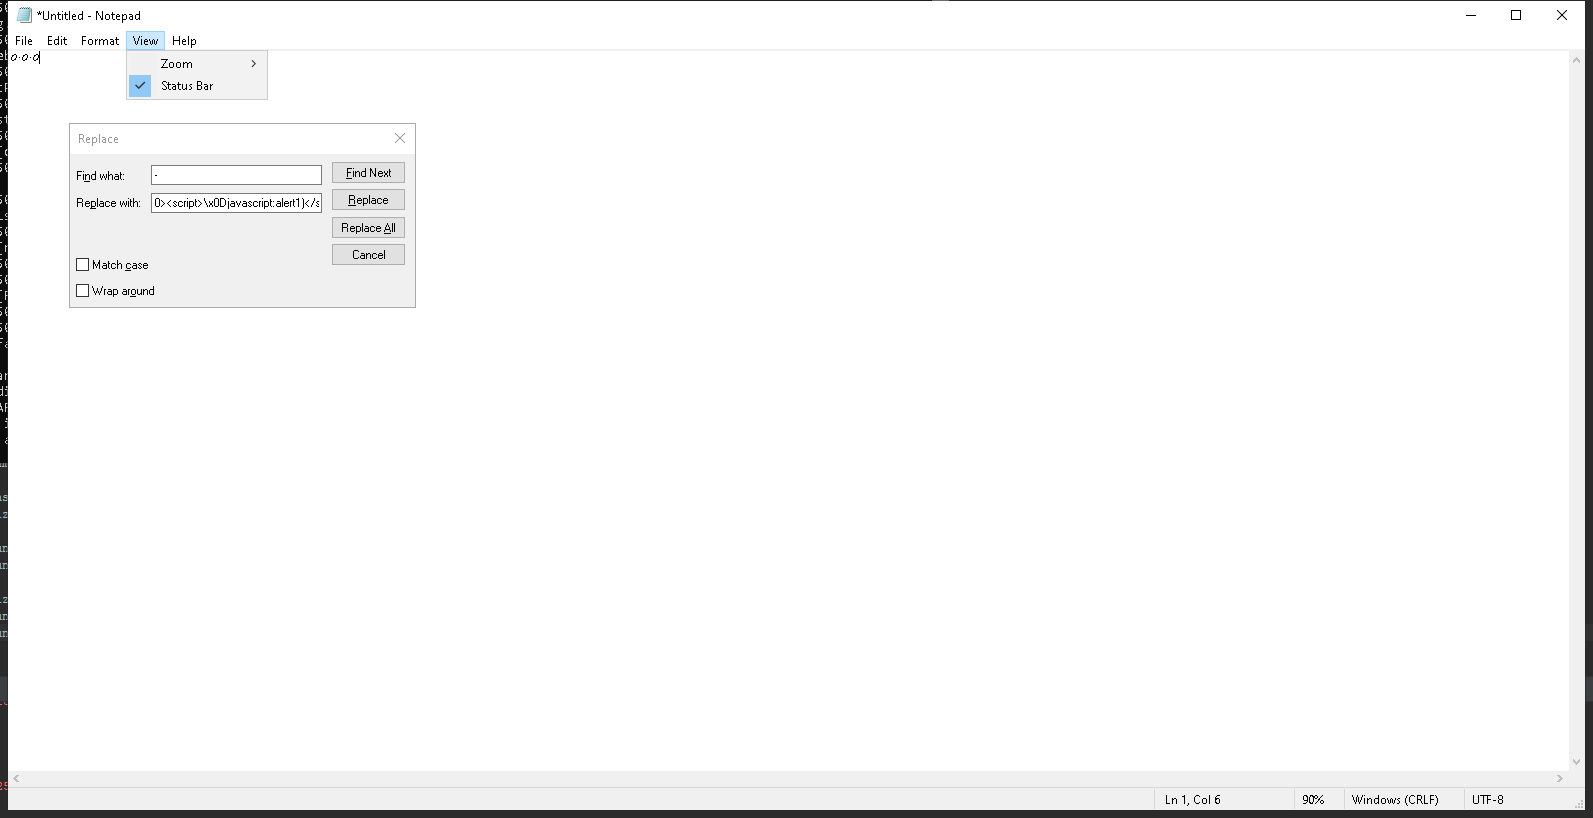 *Untitled - Notepad
File Edit Format View Help
o-o-o
Zoom
Status Bar
Replace
Find what: -
Find Next
Replace with: 0><script>\x0Djavascript:alert1)</s
Replace
Replace All
Cancel
Match case
Wrap around
Ln 1, Col 6 90% Windows (CRLF) UTF-8